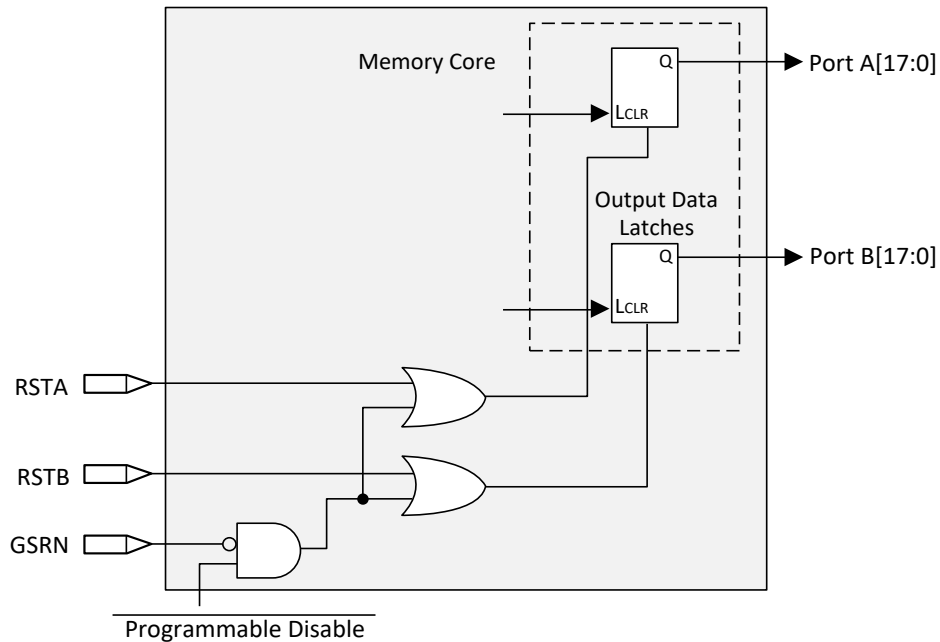 Memory Core
Q
Port A[17:0]
LCLR
Output Data
Latches
Q
Port B[17:0]
LCLR
RSTA
RSTB
GSRN
Programmable Disable